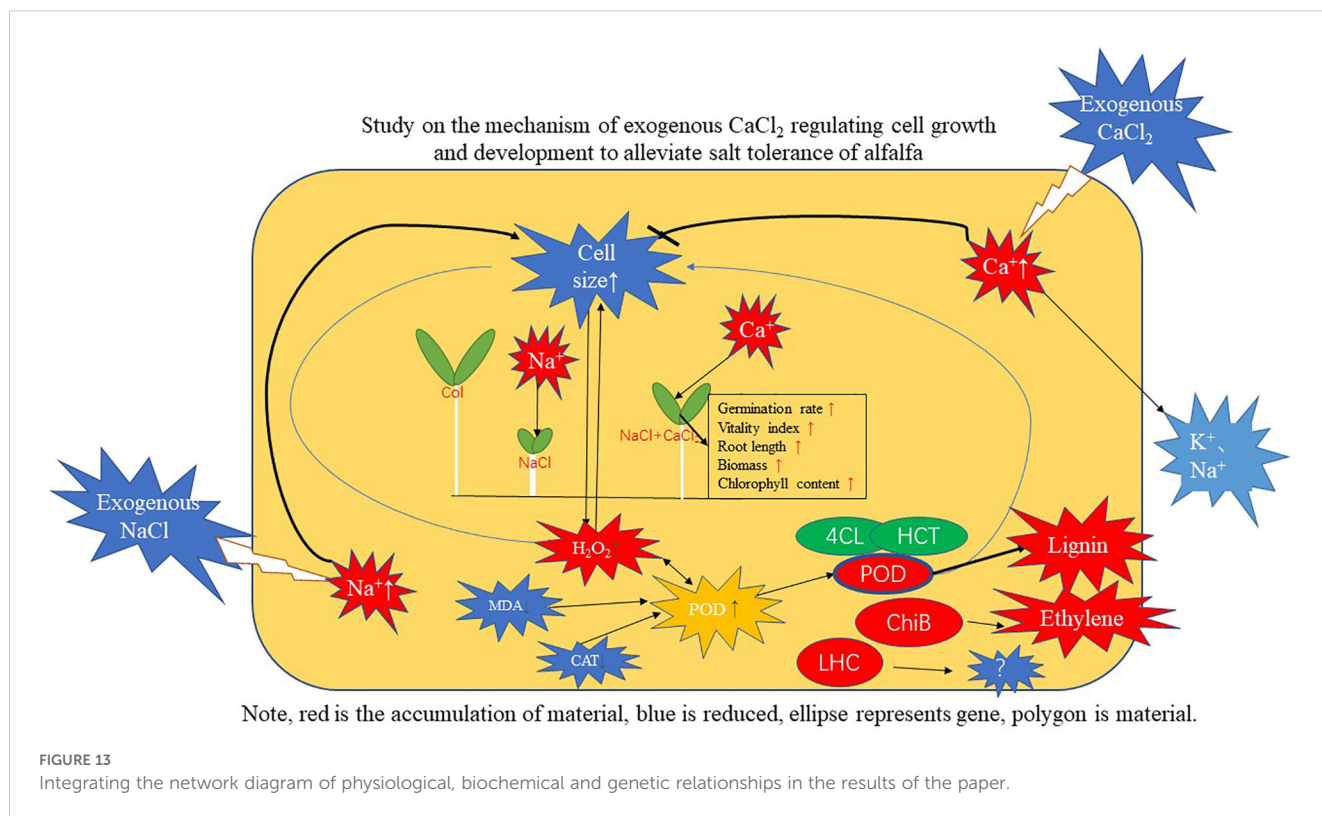 Exogenous
CaCl₂
Study on the mechanism of exogenous CaCl₂ regulating cell growth
and development to alleviate salt tolerance of alfalfa
Cell
size↑
Ca⁺↑
Na⁺
Ca⁺
Col
NaCl
NaCl+CaCl₂
Germination rate ↑
Vitality index ↑
Root length ↑
Biomass ↑
Chlorophyll content ↑
K⁺、
Na⁺
Exogenous
NaCl
Na⁺↑
H₂O₂↑
MDA↓
CAT↓
POD ↑
4CL
HCT
POD
Lignin
ChiB
Ethylene
LHC
?
Note, red is the accumulation of material, blue is reduced, ellipse represents gene, polygon is material.
FIGURE 13
Integrating the network diagram of physiological, biochemical and genetic relationships in the results of the paper.